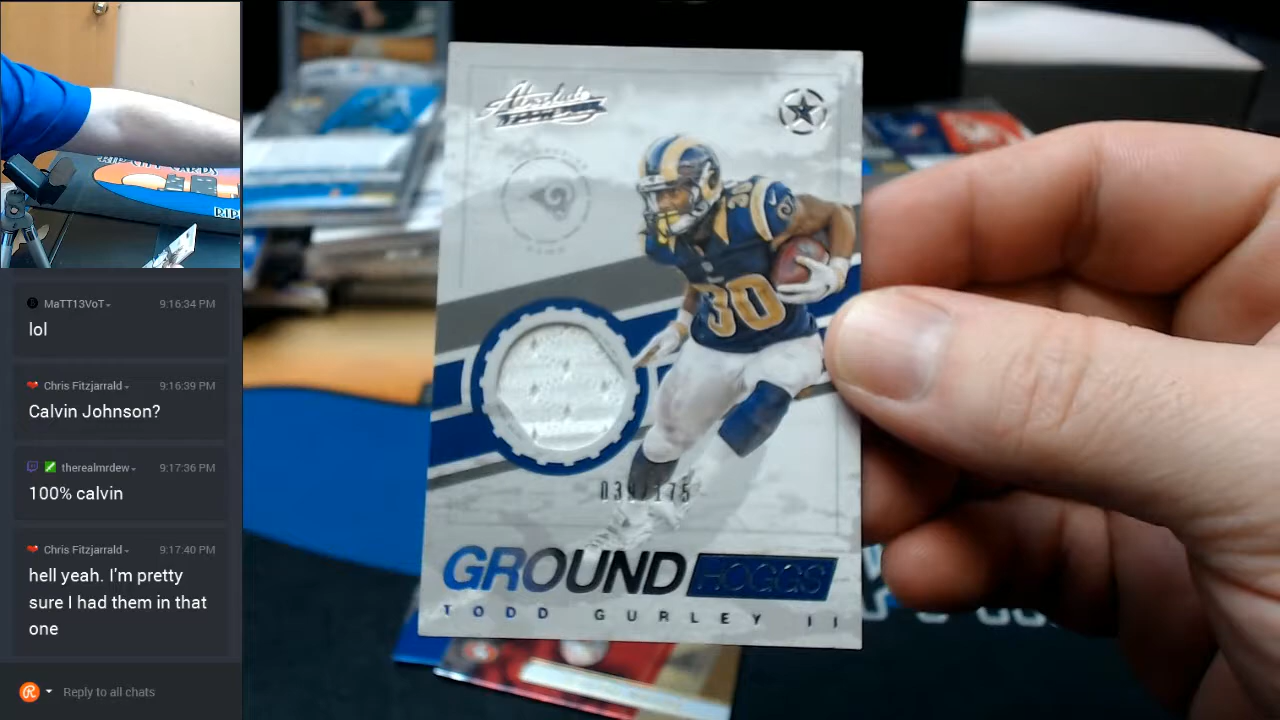 MaTT13VoT
9:16:34 PM
lol
Chris Fitzjarrald
9:16:39 PM
Calvin Johnson?
therealmrdew
9:17:36 PM
100% calvin
Chris Fitzjarrald
9:17:40 PM
hell yeah. I'm pretty
sure I had them in that
one
Reply to all chats
Absolute
30
30
GROUND HOGGS
TODD GURLEY II